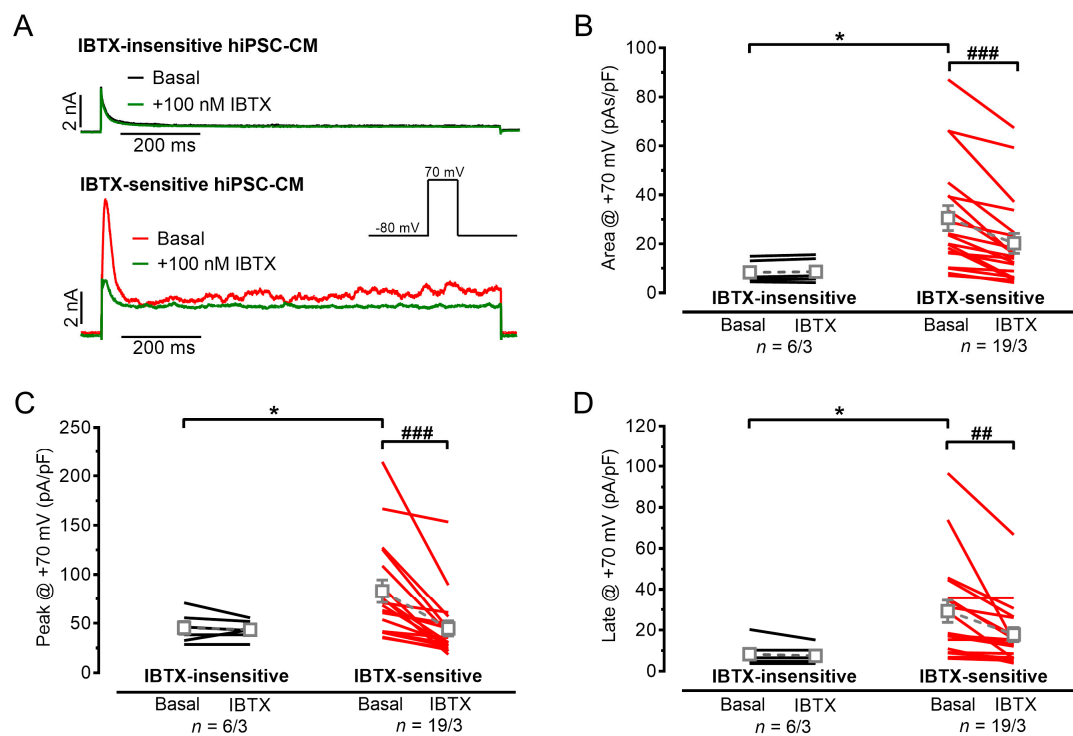 A
IBTX-insensitive hiPSC-CM
Basal
+100 nM IBTX
2 nA
200 ms
IBTX-sensitive hiPSC-CM
70 mV
-80 mV
Basal
+100 nM IBTX
2 nA
200 ms
B
Area @ +70 mV (pAs/pF)
100
80
60
40
20
0
*
###
IBTX-insensitive IBTX-sensitive
Basal IBTX Basal IBTX
n = 6/3 n = 19/3
C
Peak @ +70 mV (pA/pF)
250
200
150
100
50
0
*
###
IBTX-insensitive IBTX-sensitive
Basal IBTX Basal IBTX
n = 6/3 n = 19/3
D
Late @ +70 mV (pA/pF)
120
100
80
60
40
20
0
*
##
IBTX-insensitive IBTX-sensitive
Basal IBTX Basal IBTX
n = 6/3 n = 19/3